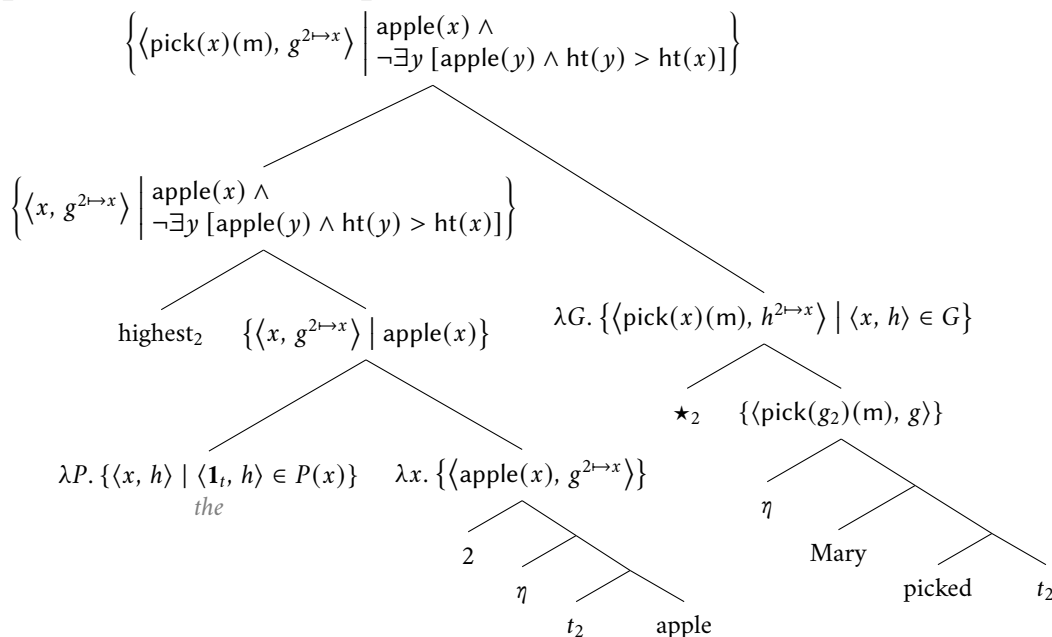 {⟨pick(x)(m), g^{2↦x}⟩ | apple(x) ∧
¬∃y [apple(y) ∧ ht(y) > ht(x)]}
{⟨x, g^{2↦x}⟩ | apple(x) ∧
¬∃y [apple(y) ∧ ht(y) > ht(x)]}
highest₂ {⟨x, g^{2↦x}⟩ | apple(x)} λG. {⟨pick(x)(m), h^{2↦x}⟩ | ⟨x, h⟩ ∈ G}
★₂ {⟨pick(g₂)(m), g⟩}
λP. {⟨x, h⟩ | ⟨𝟏ₜ, h⟩ ∈ P(x)} λx. {⟨apple(x), g^{2↦x}⟩}
the
η
2 Mary
η picked t₂
t₂ apple